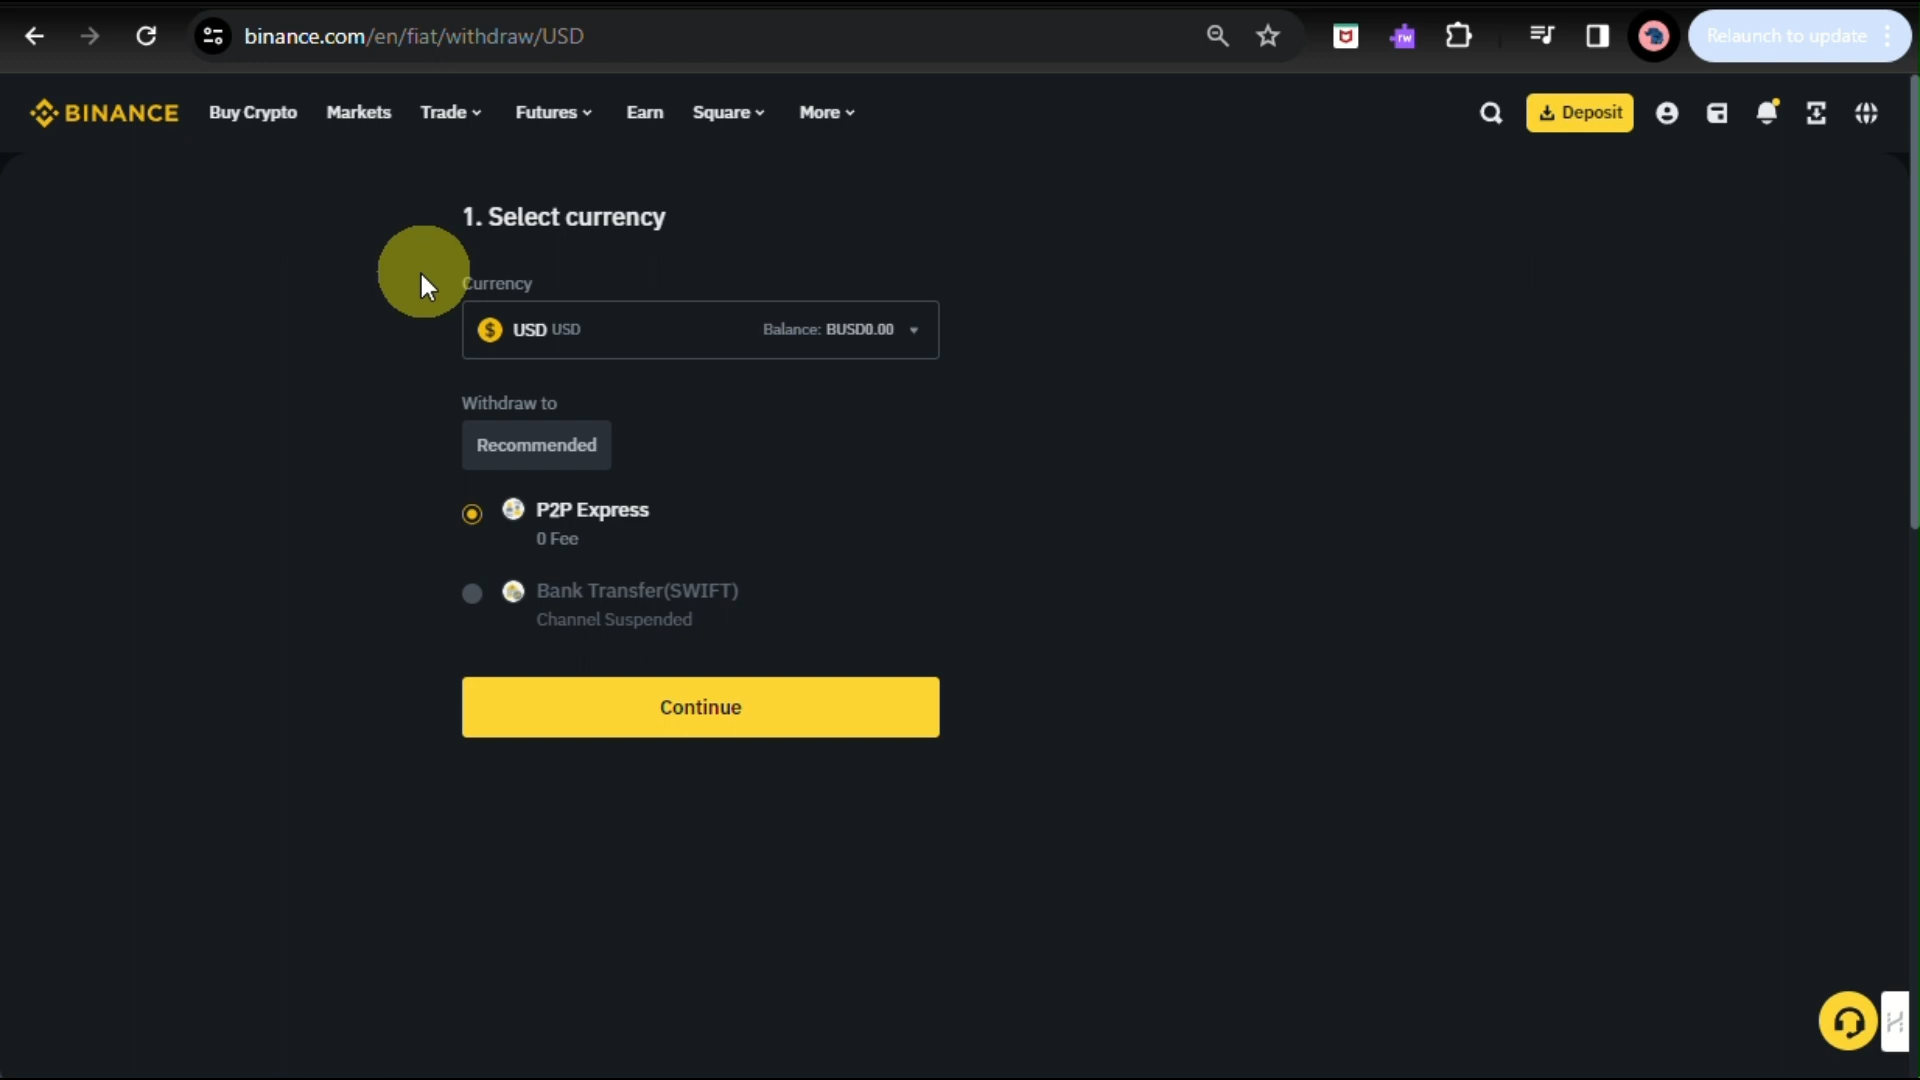 binance.com/en/fiat/withdraw/USD
rw
Relaunch to update
BINANCE Buy Crypto Markets Trade Futures Earn Square More Deposit
1. Select currency
Currency
$ USD USD Balance: BUSD0.00
Withdraw to
Recommended
P2P Express
0 Fee
Bank Transfer(SWIFT)
Channel Suspended
Continue